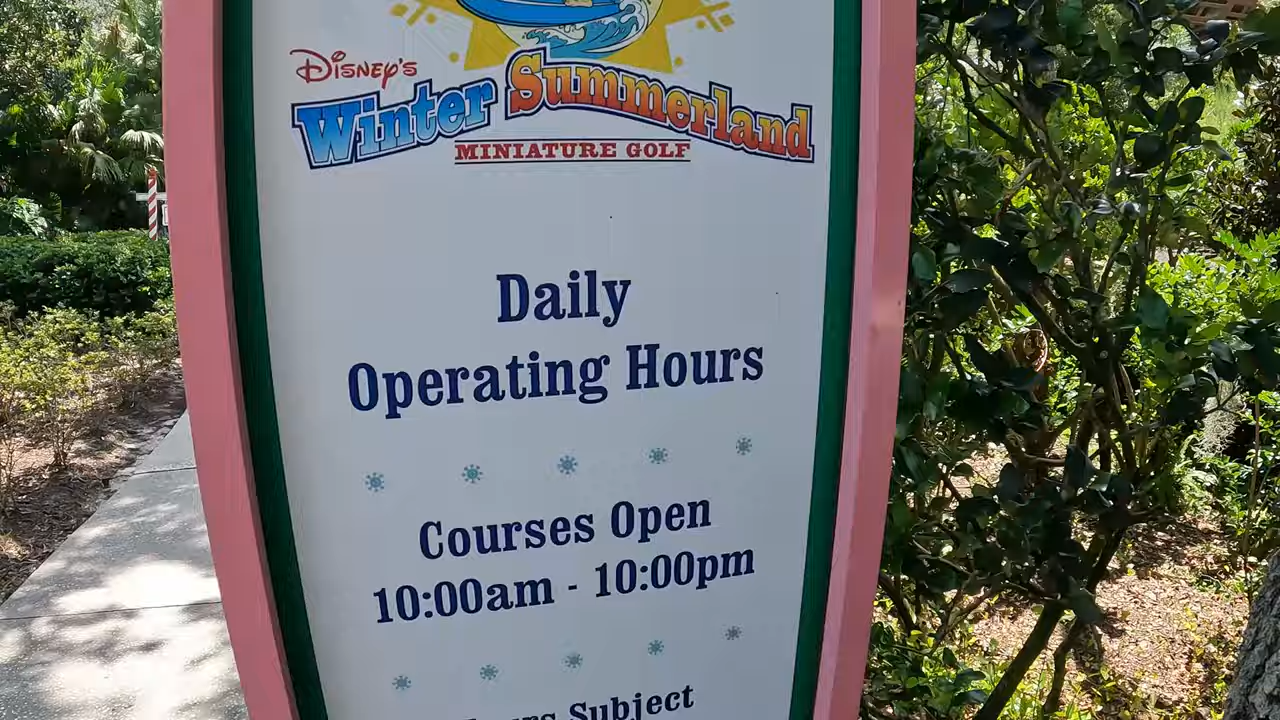 Disney's
Winter Summerland
MINIATURE GOLF
Daily
Operating Hours
Courses Open
10:00am - 10:00pm
Subject